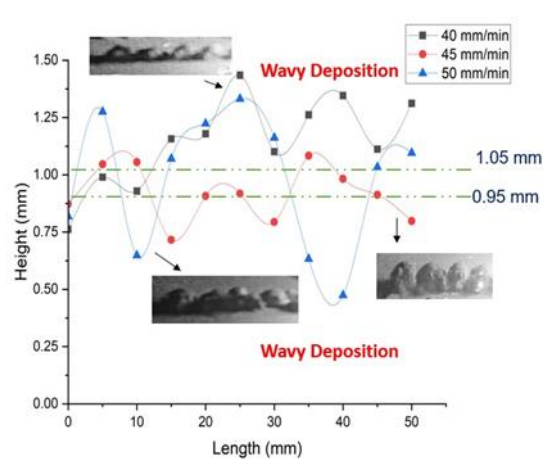 40 mm/min
45 mm/min
50 mm/min
Wavy Deposition
1.50
1.25
1.00
0.75
0.50
0.25
0.00
1.05 mm
0.95 mm
Wavy Deposition
Height (mm)
0
10
20
30
40
50
Length (mm)